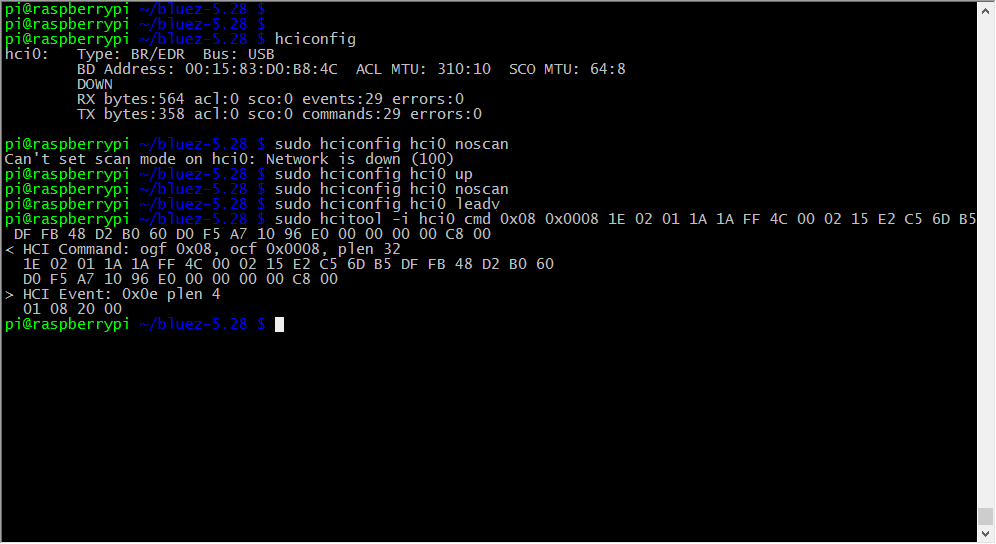 pi@raspberrypi ~/bluez-5.28 $
pi@raspberrypi ~/bluez-5.28 $
pi@raspberrypi ~/bluez-5.28 $ hciconfig
hci0:   Type: BR/EDR  Bus: USB
        BD Address: 00:15:83:D0:B8:4C  ACL MTU: 310:10  SCO MTU: 64:8
        DOWN
        RX bytes:564 acl:0 sco:0 events:29 errors:0
        TX bytes:358 acl:0 sco:0 commands:29 errors:0
pi@raspberrypi ~/bluez-5.28 $ sudo hciconfig hci0 noscan
Can't set scan mode on hci0: Network is down (100)
pi@raspberrypi ~/bluez-5.28 $ sudo hciconfig hci0 up
pi@raspberrypi ~/bluez-5.28 $ sudo hciconfig hci0 noscan
pi@raspberrypi ~/bluez-5.28 $ sudo hciconfig hci0 leadv
pi@raspberrypi ~/bluez-5.28 $ sudo hcitool -i hci0 cmd 0x08 0x0008 1E 02 01 1A 1A FF 4C 00 02 15 E2 C5 6D B5
 DF FB 48 D2 B0 60 D0 F5 A7 10 96 E0 00 00 00 00 C8 00
< HCI Command: ogf 0x08, ocf 0x0008, plen 32
  1E 02 01 1A 1A FF 4C 00 02 15 E2 C5 6D B5 DF FB 48 D2 B0 60
  D0 F5 A7 10 96 E0 00 00 00 00 C8 00
> HCI Event: 0x0e plen 4
  01 08 20 00
pi@raspberrypi ~/bluez-5.28 $